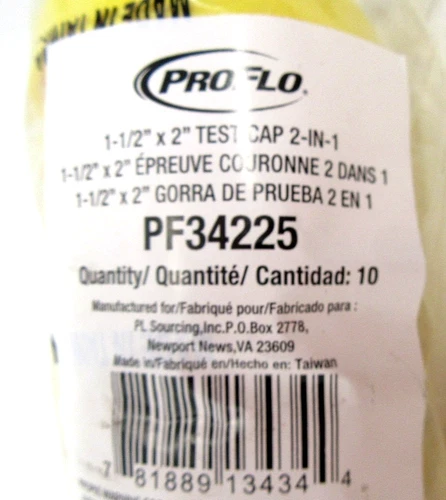 MADE IN TAIWAN
PROFLO
1-1/2" x 2" TEST CAP 2-IN-1
1-1/2" x 2" ÉPREUVE COURONNE 2 DANS 1
1-1/2" x 2" GORRA DE PRUEBA 2 EN 1
PF34225
Quantity/ Quantité/ Cantidad: 10
Manufactured for/Fabriqué pour/Fabricado para :
PL Sourcing,Inc.P.O.Box 2778,
Newport News,VA 23609
Made in/Fabriqué en/Hecho en: Taiwan
7 81889 13434 4